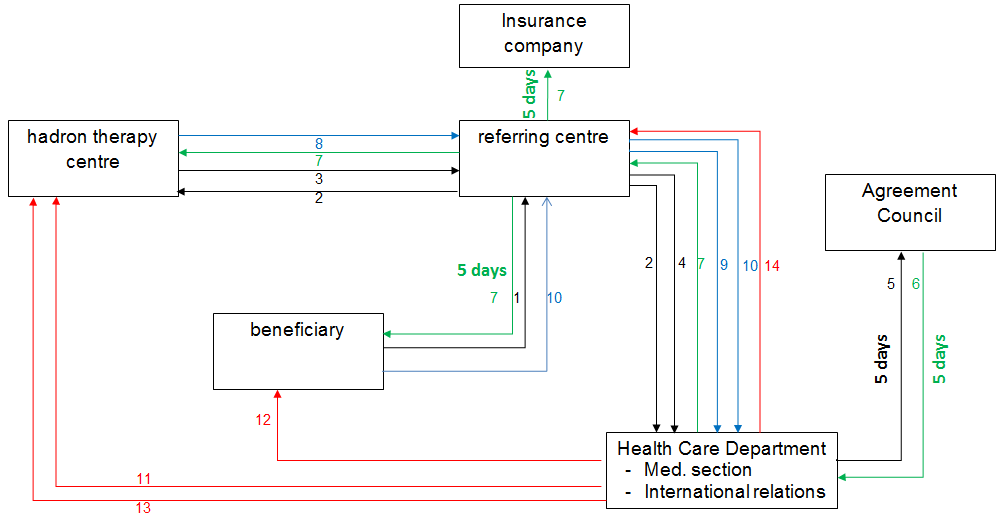 Insurance
company
5 days
7
hadron therapy
centre
referring centre
8
7
3
2
Agreement
Council
5 days
7
1
10
2
4
7
9
10
14
5
6
5 days
5 days
beneficiary
12
11
13
Health Care Department
- Med. section
- International relations